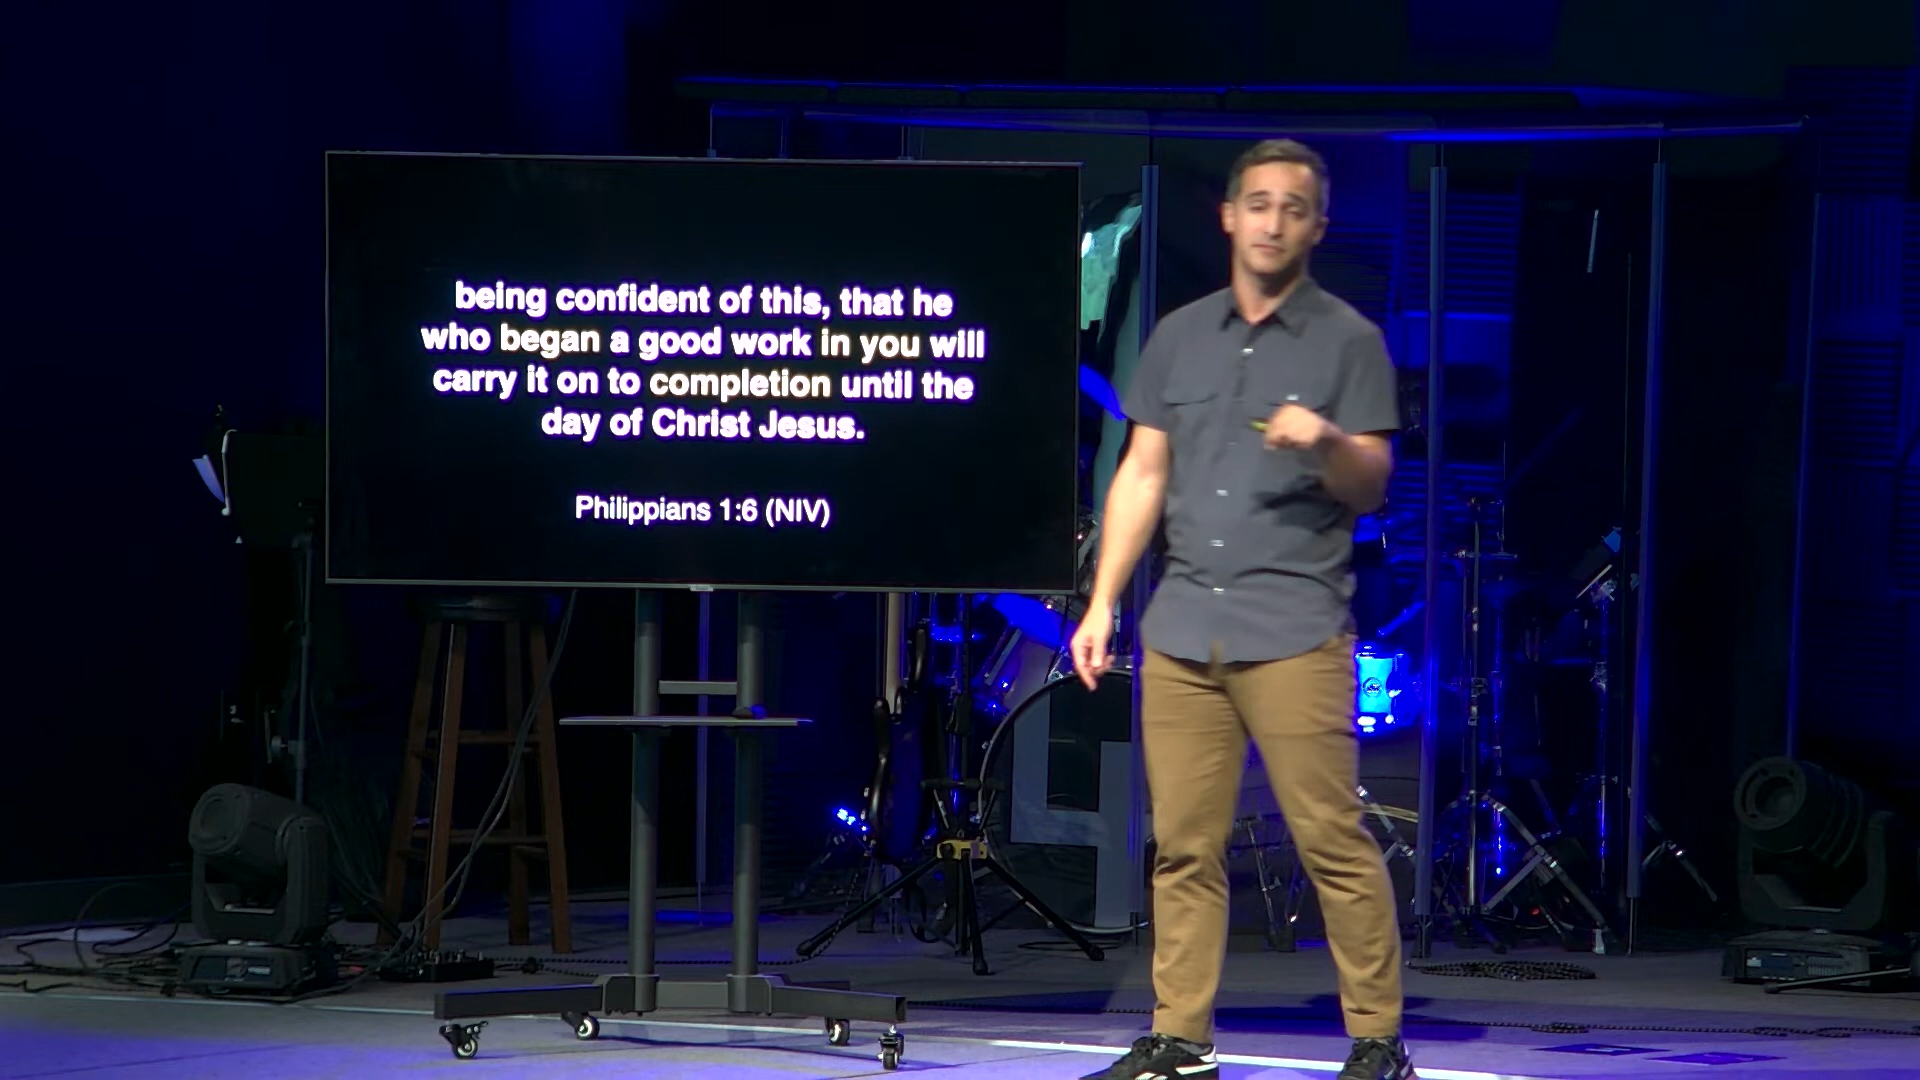 being confident of this, that he
who began a good work in you will
carry it on to completion until the
day of Christ Jesus.
Philippians 1:6 (NIV)